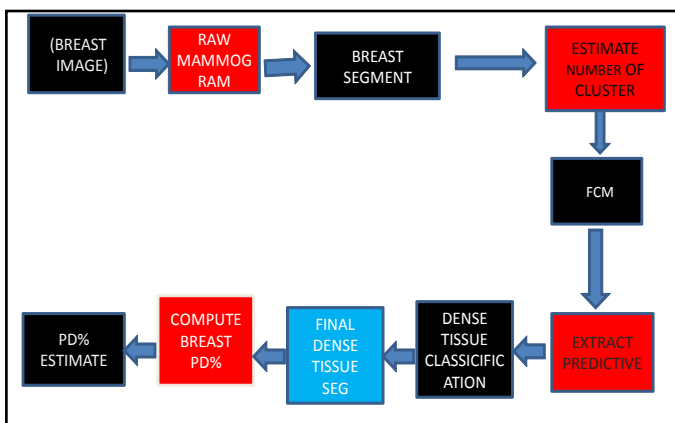 (BREAST
IMAGE)
RAW
MAMMOG
RAM
BREAST
SEGMENT
ESTIMATE
NUMBER OF
CLUSTER
FCM
EXTRACT
PREDICTIVE
DENSE
TISSUE
CLASSICIFIC
ATION
FINAL
DENSE
TISSUE
SEG
COMPUTE
BREAST
PD%
PD%
ESTIMATE